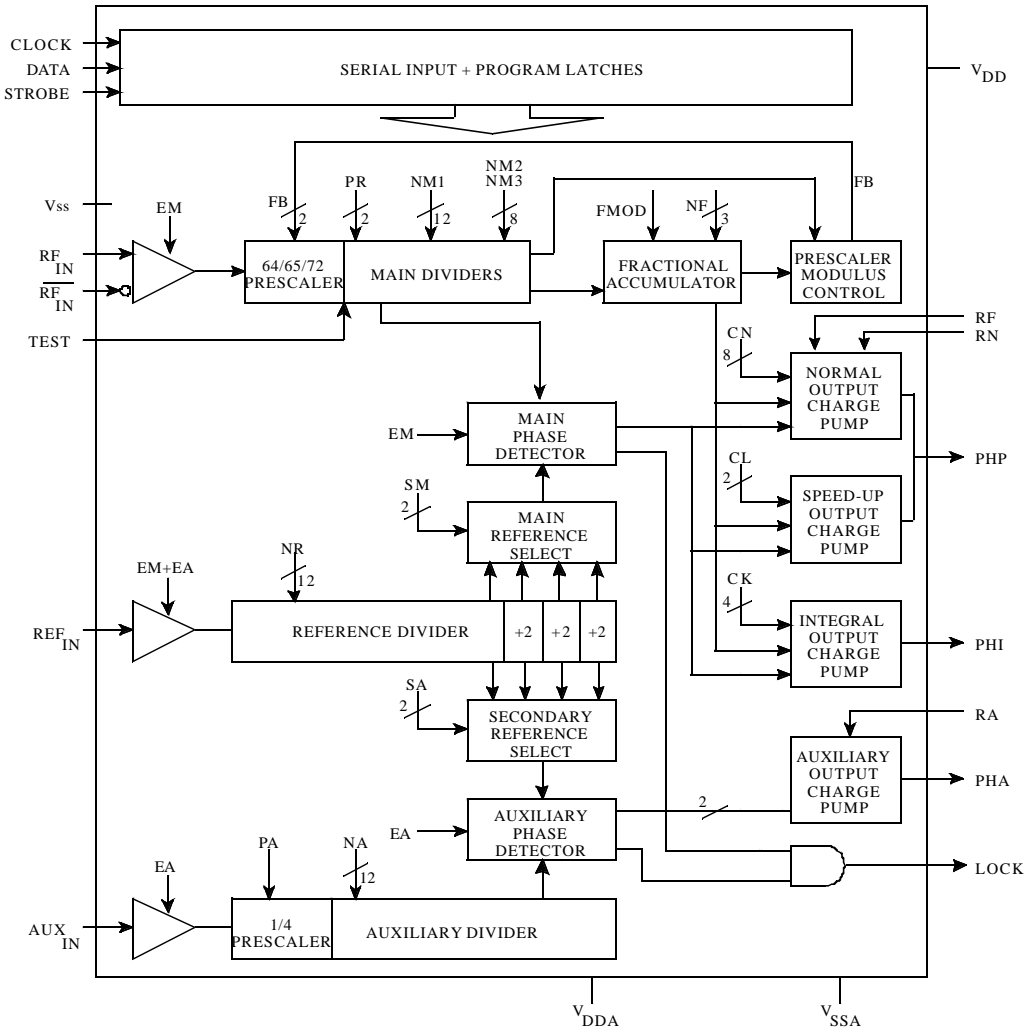 CLOCK
DATA
STROBE
SERIAL INPUT + PROGRAM LATCHES
V DD
Vss
EM
FB
2
PR
2
NM1
12
NM2
NM3
8
FMOD
NF
3
FB
RF IN
RF IN
64/65/72
PRESCALER
MAIN DIVIDERS
FRACTIONAL
ACCUMULATOR
PRESCALER
MODULUS
CONTROL
TEST
RF
RN
CN
8
NORMAL
OUTPUT
CHARGE
PUMP
EM
MAIN
PHASE
DETECTOR
PHP
CL
2
SPEED-UP
OUTPUT
CHARGE
PUMP
SM
2
MAIN
REFERENCE
SELECT
EM+EA
NR
12
REF IN
REFERENCE DIVIDER
+2
+2
+2
CK
4
INTEGRAL
OUTPUT
CHARGE
PUMP
PHI
SA
2
SECONDARY
REFERENCE
SELECT
RA
AUXILIARY
OUTPUT
CHARGE
PUMP
PHA
EA
AUXILIARY
PHASE
DETECTOR
2
LOCK
EA
PA
NA
12
AUX IN
1/4
PRESCALER
AUXILIARY DIVIDER
V DDA
V SSA